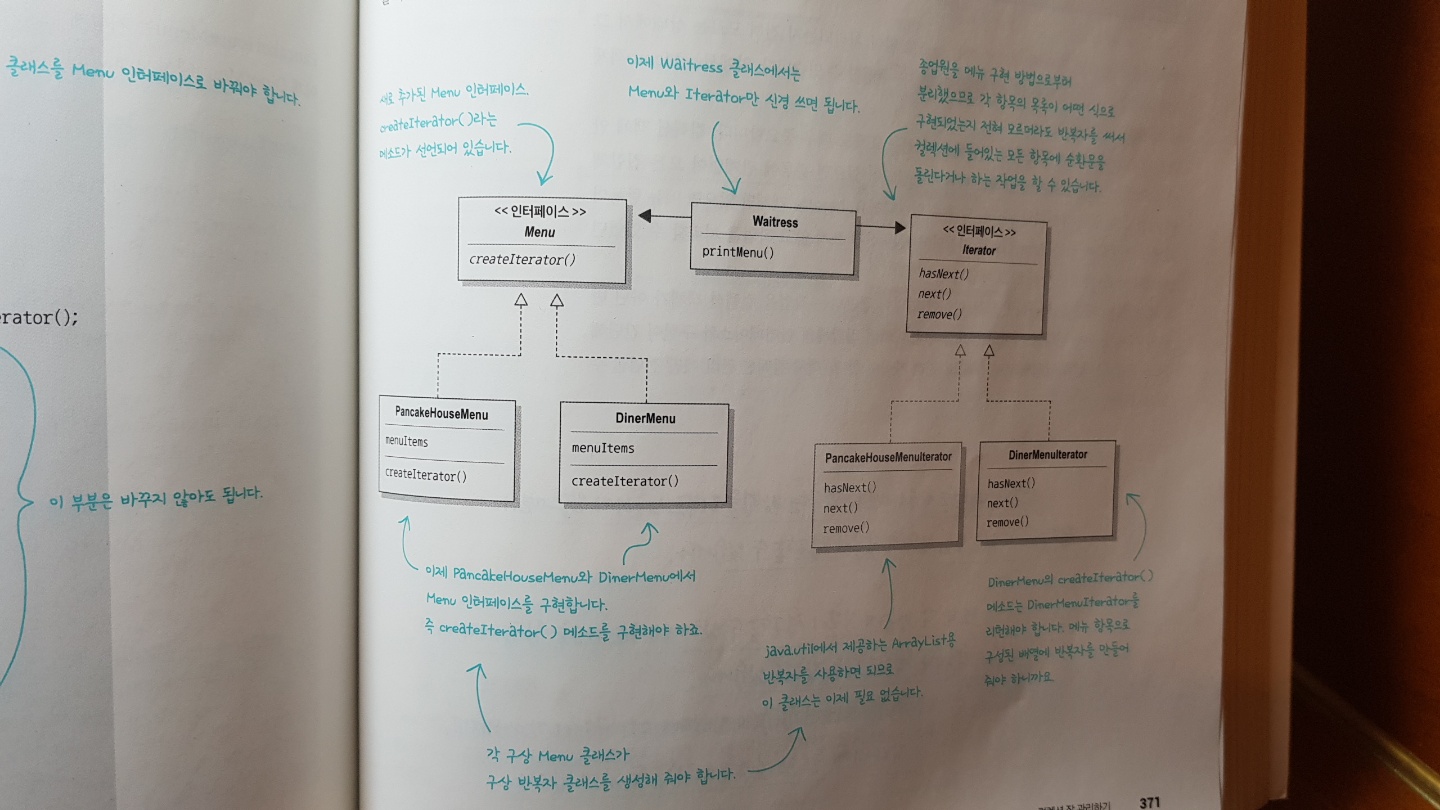 클래스를 Menu 인터페이스로 바꿔야 합니다.
rator();
이 부분은 바꾸지 않아도 됩니다.
새로 추가된 Menu 인터페이스.
createIterator()라는
메소드가 선언되어 있습니다.
이제 Waitress 클래스에서는
Menu와 Iterator만 신경 쓰면 됩니다.
종업원을 메뉴 구현 방법으로부터
분리했으므로 각 항목의 목록이 어떤 식으로
구현되었는지 전혀 모르더라도 반복자를 써서
컬렉션에 들어있는 모든 항목에 순환문을
돌린다거나 하는 작업을 할 수 있습니다.
<< 인터페이스 >>
Menu
createIterator()
Waitress
printMenu()
<< 인터페이스 >>
Iterator
hasNext()
next()
remove()
PancakeHouseMenu
menuItems
createIterator()
DinerMenu
menuItems
createIterator()
PancakeHouseMenuIterator
hasNext()
next()
remove()
DinerMenuIterator
hasNext()
next()
remove()
이제 PancakeHouseMenu와 DinerMenu에서
Menu 인터페이스를 구현합니다.
즉 createIterator() 메소드를 구현해야 하죠.
java.util에서 제공하는 ArrayList용
반복자를 사용하면 되므로
이 클래스는 이제 필요 없습니다.
DinerMenu의 createIterator()
메소드는 DinerMenuIterator를
리턴해야 합니다. 메뉴 항목으로
구성된 배열에 반복자를 만들어
줘야 하니까요
각 구상 Menu 클래스가
구상 반복자 클래스를 생성해 줘야 합니다.
관리하기
371